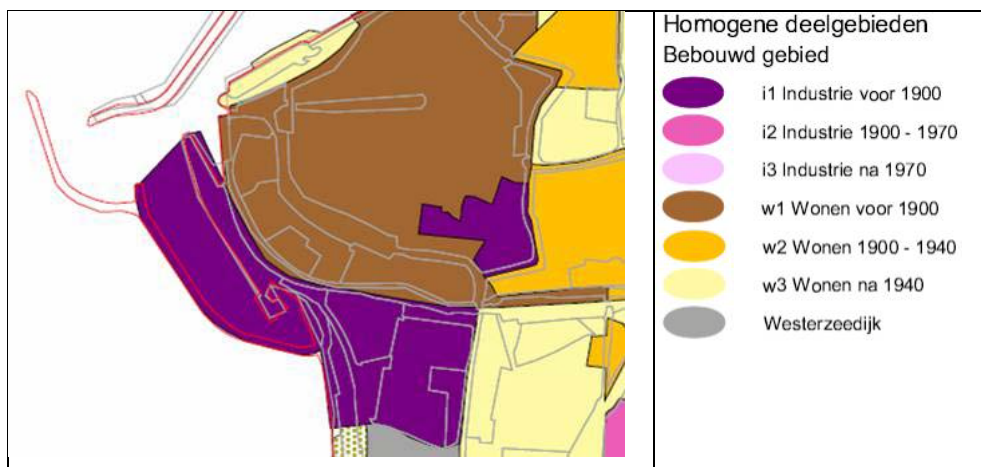 Homogene deelgebieden
Bebouwd gebied
i1 Industrie voor 1900
i2 Industrie 1900 - 1970
i3 Industrie na 1970
w1 Wonen voor 1900
w2 Wonen 1900 - 1940
w3 Wonen na 1940
Westerzeedijk